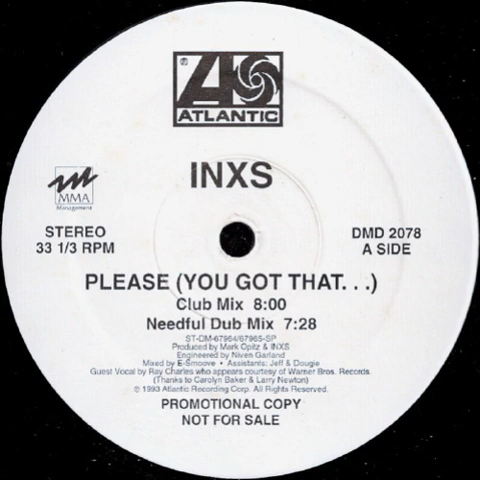 ATLANTIC
INXS
MMA
Management
STEREO
33 1/3 RPM
DMD 2078
A SIDE
PLEASE (YOU GOT THAT. . .)
Club Mix 8:00
Needful Dub Mix 7:28
ST-DM-67964/67965-SP
Produced by Mark Opitz & INXS
Engineered by Niven Garland
Mixed by E-Smoove • Assistants: Jeff & Dougie
Guest Vocal by Ray Charles who appears courtesy of Warner Bros. Records
(Thanks to Carolyn Baker & Larry Newton)
℗ © 1993 Atlantic Recording Corp. All Rights Reserved.
PROMOTIONAL COPY
NOT FOR SALE